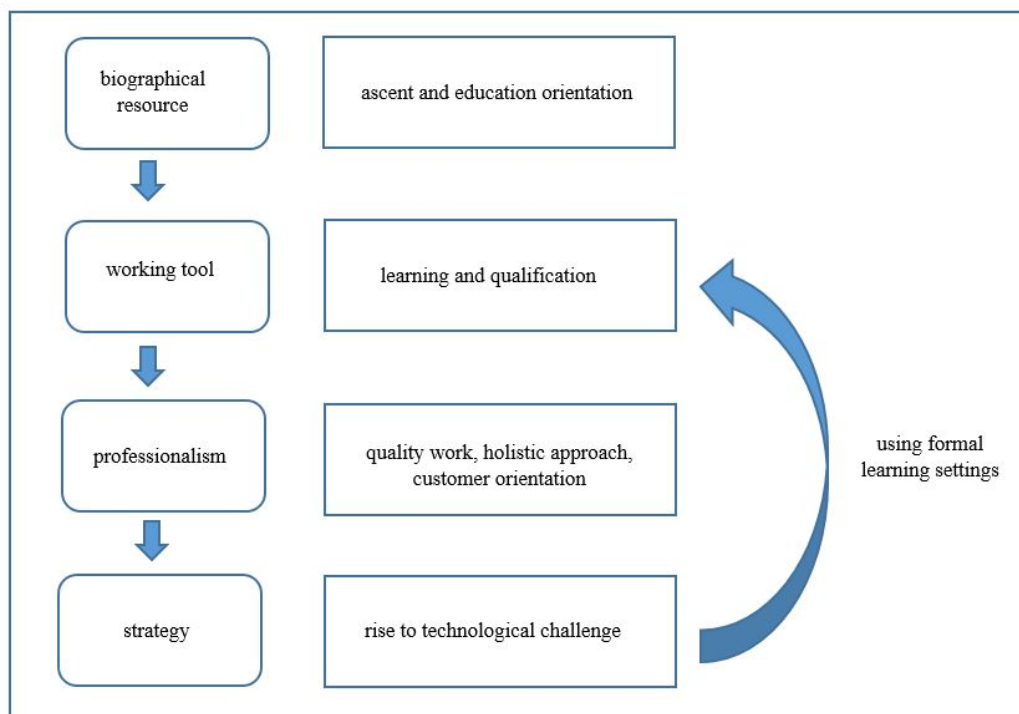 biographical
resource
ascent and education orientation
working tool
learning and qualification
professionalism
quality work, holistic approach,
customer orientation
using formal
learning settings
strategy
rise to technological challenge